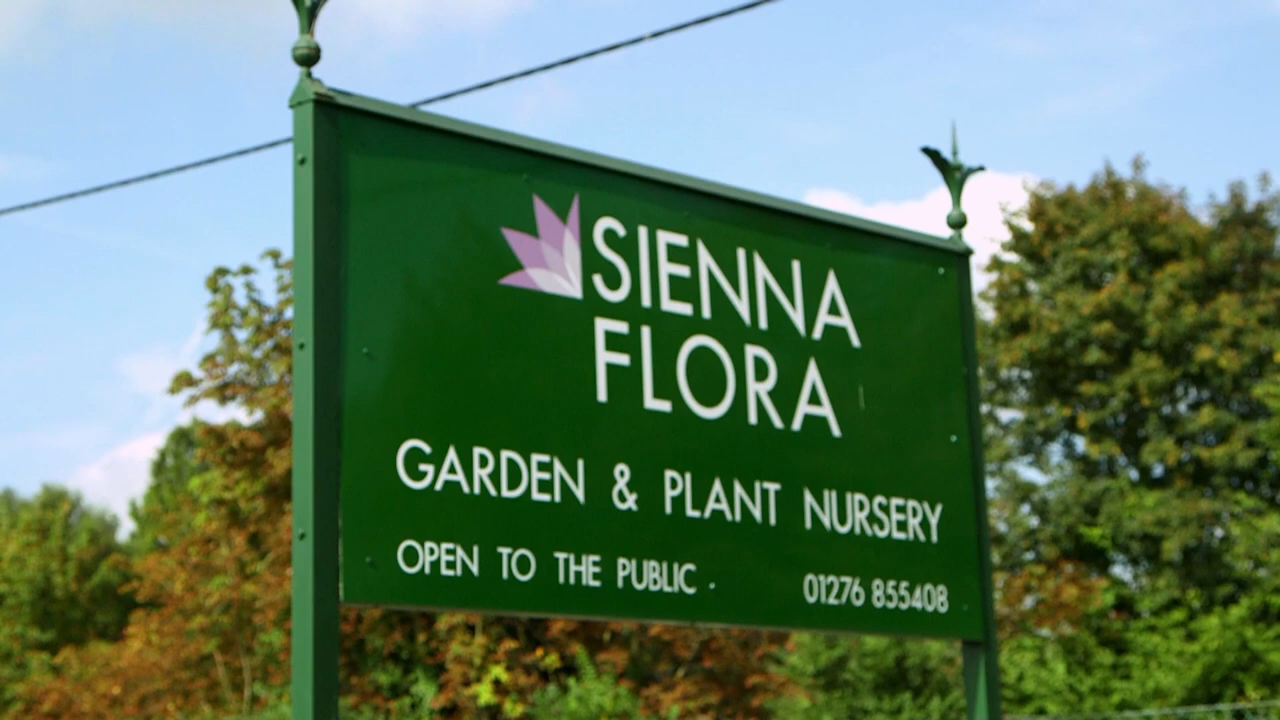 SIENNA
FLORA
GARDEN & PLANT NURSERY
OPEN TO THE PUBLIC . 01276 855408